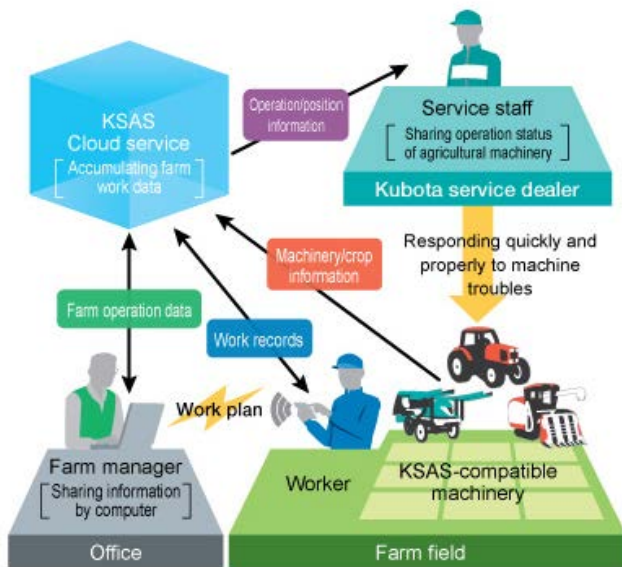 KSAS
Cloud service
[Accumulating farm
work data]
Operation/position
information
Service staff
[Sharing operation status
of agricultural machinery]
Kubota service dealer
Responding quickly and
properly to machine
troubles
Machinery/crop
information
Farm operation data
Work records
Work plan
Farm manager
[Sharing information
by computer]
Office
Worker
KSAS-compatible
machinery
Farm field